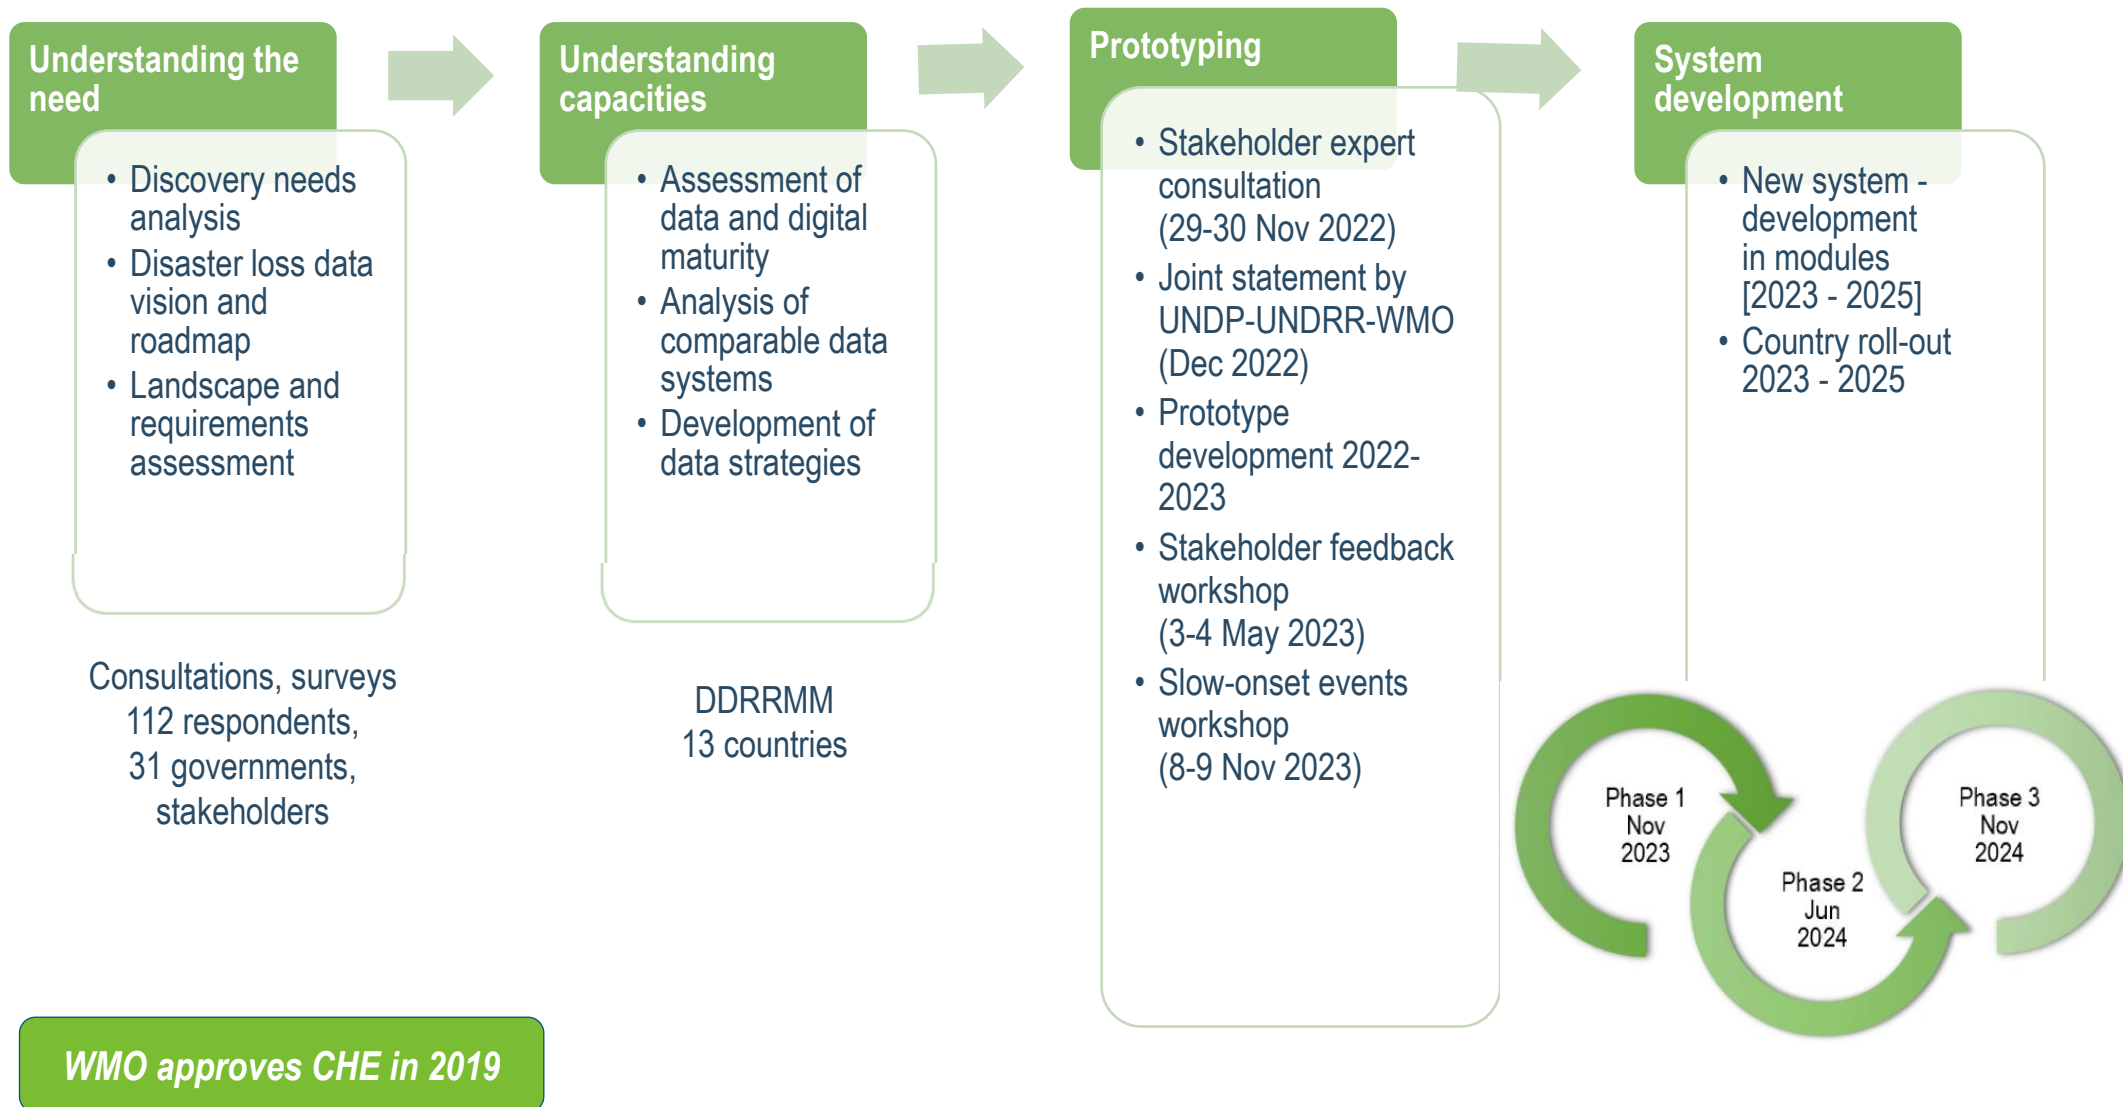 Understanding the
need
• Discovery needs
analysis
• Disaster loss data
vision and
roadmap
• Landscape and
requirements
assessment
Consultations, surveys
112 respondents,
31 governments,
stakeholders
Understanding
capacities
• Assessment of
data and digital
maturity
• Analysis of
comparable data
systems
• Development of
data strategies
DDRRMM
13 countries
Prototyping
• Stakeholder expert
consultation
(29-30 Nov 2022)
• Joint statement by
UNDP-UNDRR-WMO
(Dec 2022)
• Prototype
development 2022-
2023
• Stakeholder feedback
workshop
(3-4 May 2023)
• Slow-onset events
workshop
(8-9 Nov 2023)
System
development
• New system -
development
in modules
[2023 - 2025]
• Country roll-out
2023 - 2025
Phase 1
Nov
2023
Phase 2
Jun
2024
Phase 3
Nov
2024
WMO approves CHE in 2019